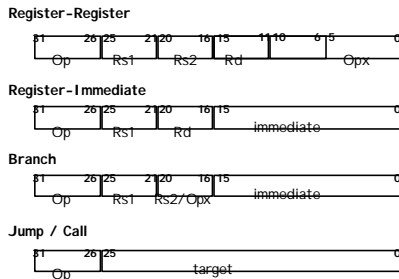 Register-Register
31 26 25 21 20 16 15 11 10 6 5 0
Op Rs1 Rs2 Rd Opx
Register-Immediate
31 26 25 21 20 16 15 0
Op Rs1 Rd immediate
Branch
31 26 25 21 20 16 15 0
Op Rs1 Rs2/Opx immediate
Jump / Call
31 26 25 0
Op target